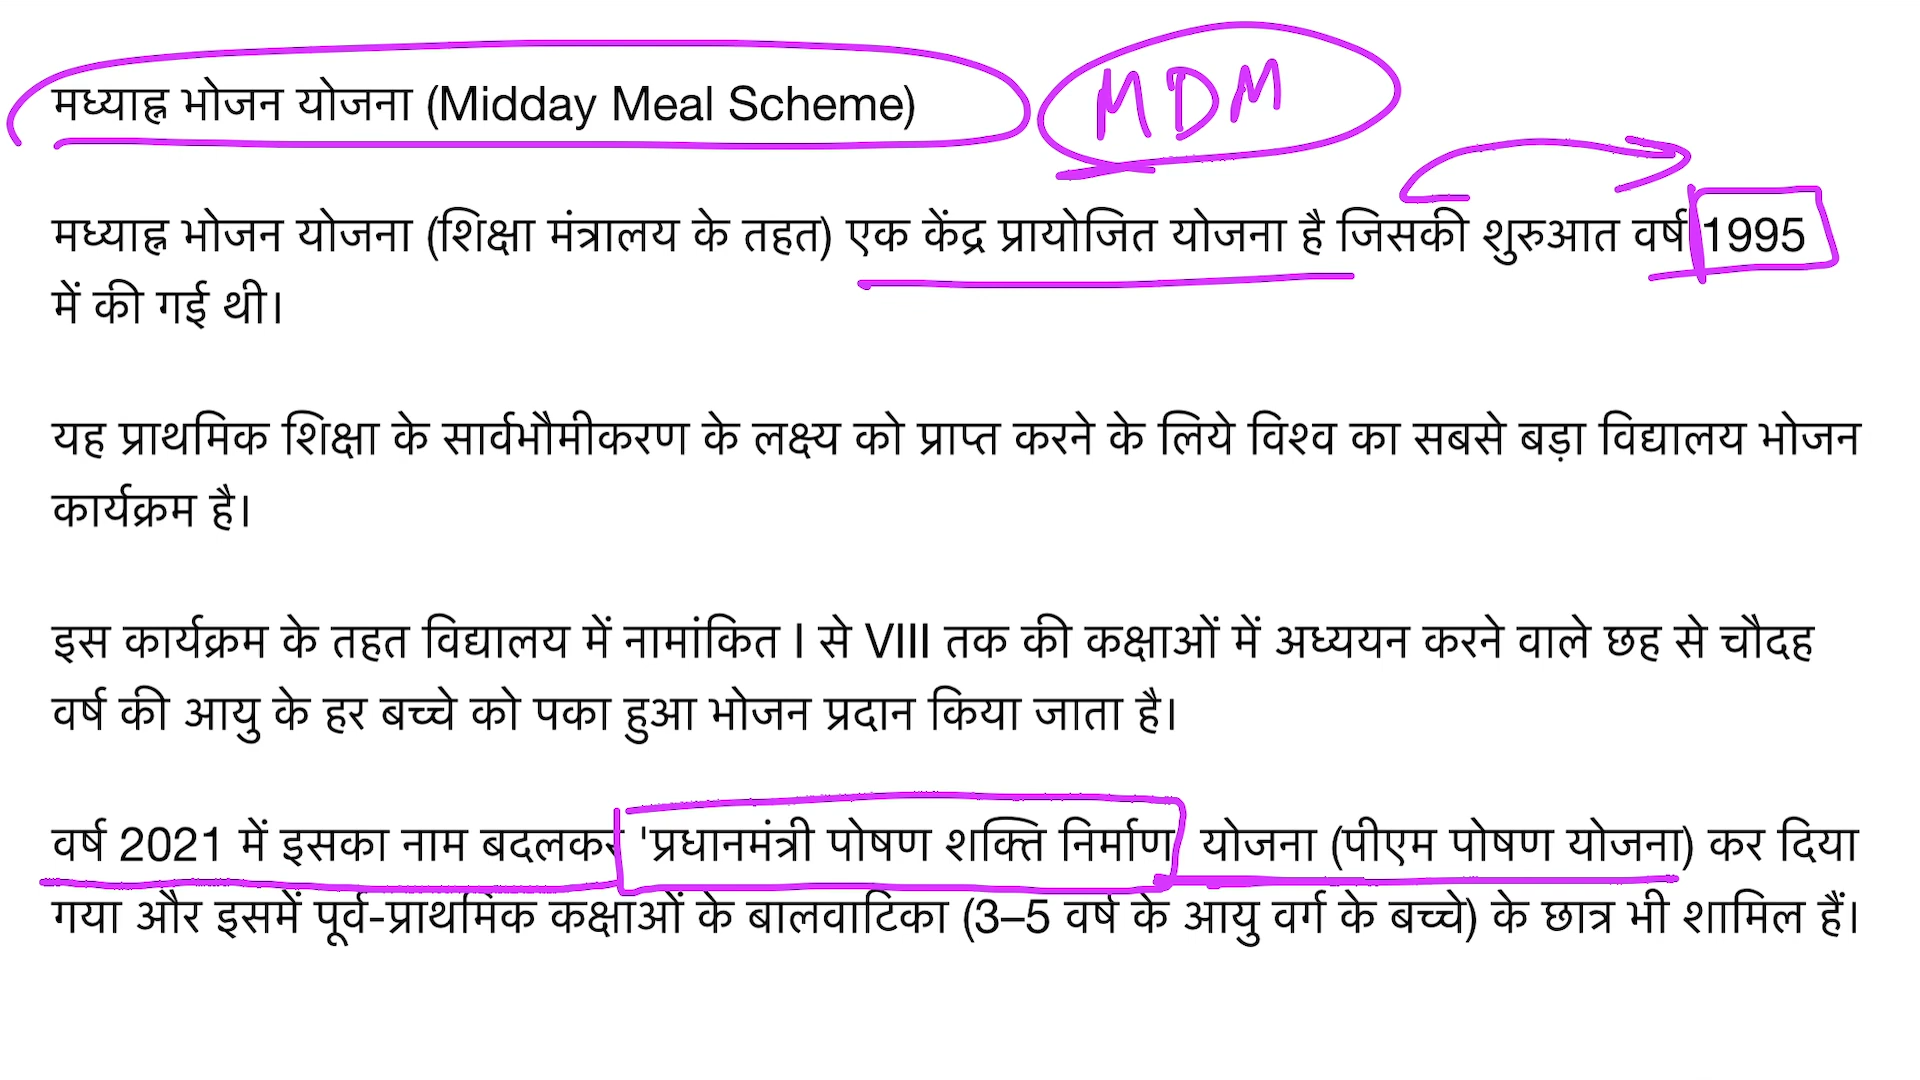 मध्याह्न भोजन योजना (Midday Meal Scheme) MDM
मध्याह्न भोजन योजना (शिक्षा मंत्रालय के तहत) एक केंद्र प्रायोजित योजना है जिसकी शुरुआत वर्ष 1995
में की गई थी।
यह प्राथमिक शिक्षा के सार्वभौमीकरण के लक्ष्य को प्राप्त करने के लिये विश्व का सबसे बड़ा विद्यालय भोजन
कार्यक्रम है।
इस कार्यक्रम के तहत विद्यालय में नामांकित I से VIII तक की कक्षाओं में अध्ययन करने वाले छह से चौदह
वर्ष की आयु के हर बच्चे को पका हुआ भोजन प्रदान किया जाता है।
वर्ष 2021 में इसका नाम बदलकर 'प्रधानमंत्री पोषण शक्ति निर्माण' योजना (पीएम पोषण योजना) कर दिया
गया और इसमें पूर्व-प्राथमिक कक्षाओं के बालवाटिका (3–5 वर्ष के आयु वर्ग के बच्चे) के छात्र भी शामिल हैं।